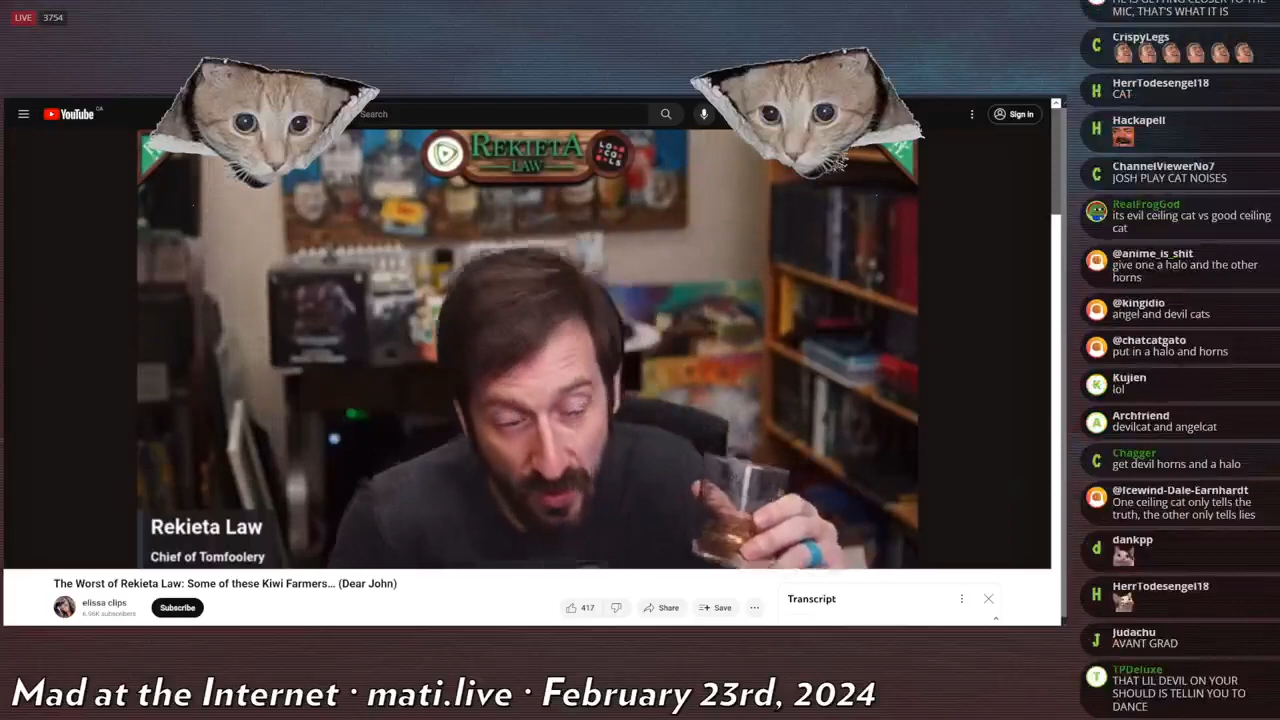 LIVE 3754
YouTube CA
Search
Sign in
REKIETA
LAW
LOCALS
Rekieta Law
Chief of Tomfoolery
The Worst of Rekieta Law: Some of these Kiwi Farmers... (Dear John)
elissa clips
6.96K subscribers
Subscribe
417
Share
Save
Transcript
Mad at the Internet · mati.live · February 23rd, 2024
MIC, THAT'S WHAT IT IS
CrispyLegs
HerrTodesengel18
CAT
Hackapell
ChannelViewerNo7
JOSH PLAY CAT NOISES
RealFrogGod
its evil ceiling cat vs good ceiling
cat
@anime_is_shit
give one a halo and the other
horns
@kingidio
angel and devil cats
@chatcatgato
put in a halo and horns
Kujien
lol
Archfriend
devilcat and angelcat
Chagger
get devil horns and a halo
@Icewind-Dale-Earnhardt
One ceiling cat only tells the
truth, the other only tells lies
dankpp
HerrTodesengel18
Judachu
AVANT GRAD
TPDeluxe
THAT LIL DEVIL ON YOUR
SHOULD IS TELLIN YOU TO
DANCE